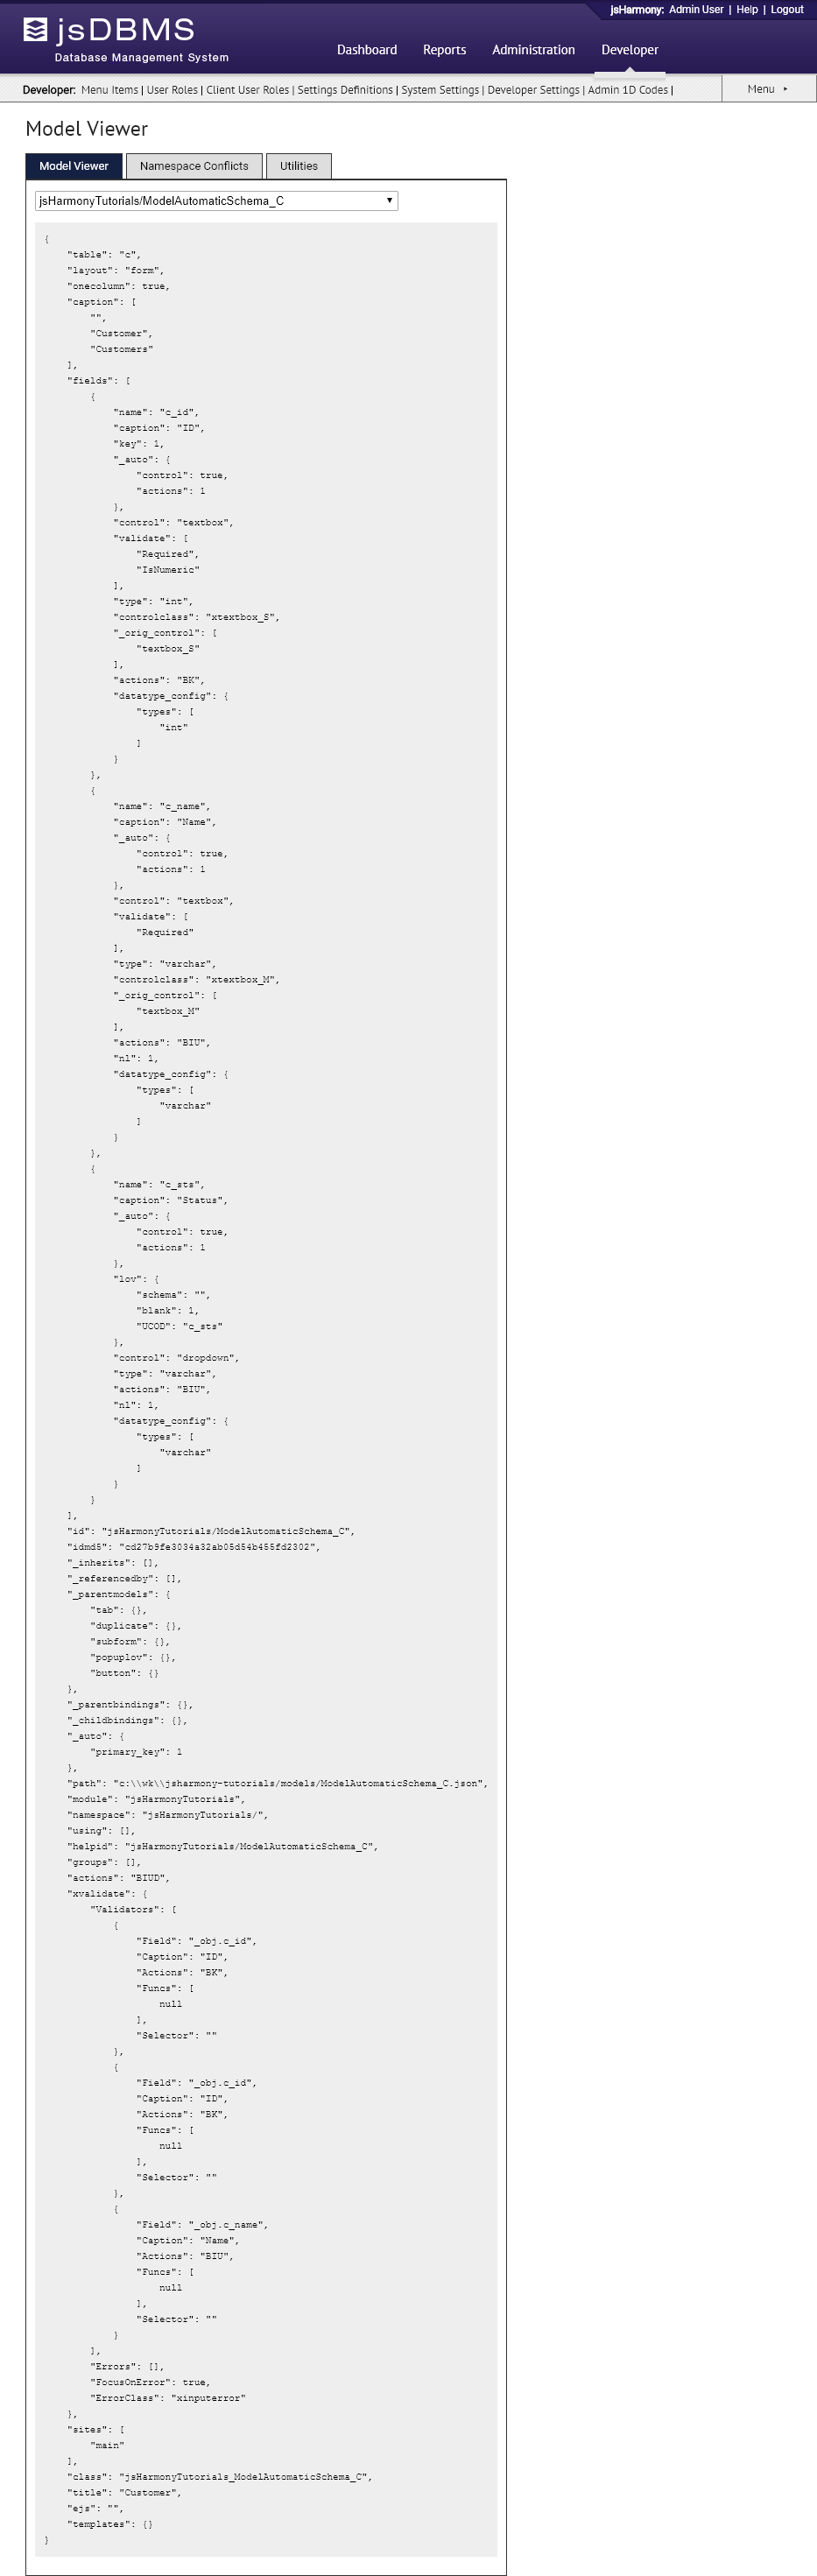 jsHarmony: Admin User | Help | Logout
jsDBMS
Database Management System
Dashboard Reports Administration Developer
Developer: Menu Items | User Roles | Client User Roles | Settings Definitions | System Settings | Developer Settings | Admin 1D Codes |
Menu ▸
Model Viewer
Model Viewer Namespace Conflicts Utilities
jsHarmonyTutorials/ModelAutomaticSchema_C ▼
{
    "table": "c",
    "layout": "form",
    "onecolumn": true,
    "caption": [
        "",
        "Customer",
        "Customers"
    ],
    "fields": [
        {
            "name": "c_id",
            "caption": "ID",
            "key": 1,
            "_auto": {
                "control": true,
                "actions": 1
            },
            "control": "textbox",
            "validate": [
                "Required",
                "IsNumeric"
            ],
            "type": "int",
            "controlclass": "xtextbox_S",
            "_orig_control": [
                "textbox_S"
            ],
            "actions": "BK",
            "datatype_config": {
                "types": [
                    "int"
                ]
            }
        },
        {
            "name": "c_name",
            "caption": "Name",
            "_auto": {
                "control": true,
                "actions": 1
            },
            "control": "textbox",
            "validate": [
                "Required"
            ],
            "type": "varchar",
            "controlclass": "xtextbox_M",
            "_orig_control": [
                "textbox_M"
            ],
            "actions": "BIU",
            "nl": 1,
            "datatype_config": {
                "types": [
                    "varchar"
                ]
            }
        },
        {
            "name": "c_sts",
            "caption": "Status",
            "_auto": {
                "control": true,
                "actions": 1
            },
            "lov": {
                "schema": "",
                "blank": 1,
                "UCOD": "c_sts"
            },
            "control": "dropdown",
            "type": "varchar",
            "actions": "BIU",
            "nl": 1,
            "datatype_config": {
                "types": [
                    "varchar"
                ]
            }
        }
    ],
    "id": "jsHarmonyTutorials/ModelAutomaticSchema_C",
    "idmd5": "cd27b9fe3034a32ab05d54b455fd2302",
    "_inherits": [],
    "_referencedby": [],
    "_parentmodels": {
        "tab": {},
        "duplicate": {},
        "subform": {},
        "popuplov": {},
        "button": {}
    },
    "_parentbindings": {},
    "_childbindings": {},
    "_auto": {
        "primary_key": 1
    },
    "path": "c:\\wk\\jsharmony-tutorials/models/ModelAutomaticSchema_C.json",
    "module": "jsHarmonyTutorials",
    "namespace": "jsHarmonyTutorials/",
    "using": [],
    "helpid": "jsHarmonyTutorials/ModelAutomaticSchema_C",
    "groups": [],
    "actions": "BIUD",
    "xvalidate": {
        "Validators": [
            {
                "Field": "_obj.c_id",
                "Caption": "ID",
                "Actions": "BK",
                "Funcs": [
                    null
                ],
                "Selector": ""
            },
            {
                "Field": "_obj.c_id",
                "Caption": "ID",
                "Actions": "BK",
                "Funcs": [
                    null
                ],
                "Selector": ""
            },
            {
                "Field": "_obj.c_name",
                "Caption": "Name",
                "Actions": "BIU",
                "Funcs": [
                    null
                ],
                "Selector": ""
            }
        ],
        "Errors": [],
        "FocusOnError": true,
        "ErrorClass": "xinputerror"
    },
    "sites": [
        "main"
    ],
    "class": "jsHarmonyTutorials_ModelAutomaticSchema_C",
    "title": "Customer",
    "ejs": "",
    "templates": {}
}